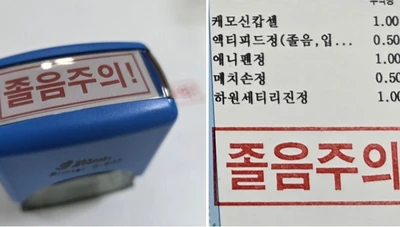 졸음주의!
캐모신캅셀 1.00
액티피드정(졸음,입... 0.50
에니펜정 1.00
메치손정 0.50
하원세티리진정 1.00
졸음주의